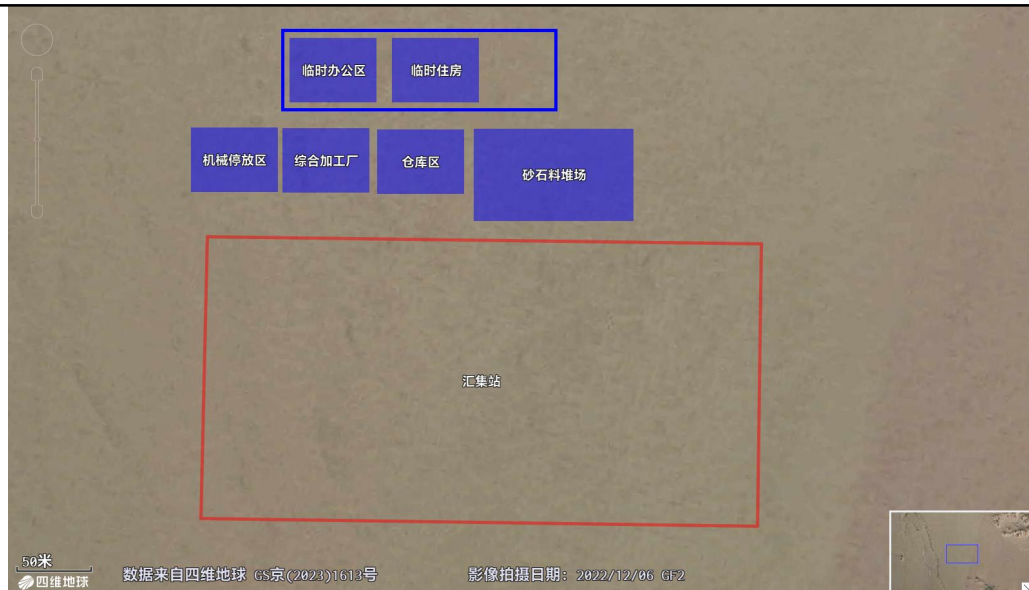 临时办公区 临时住房
机械停放区 综合加工厂 仓库区 砂石料堆场
汇集站
50米
四维地球 数据来自四维地球 GS京(2023)1613号 影像拍摄日期: 2022/12/06 GF2